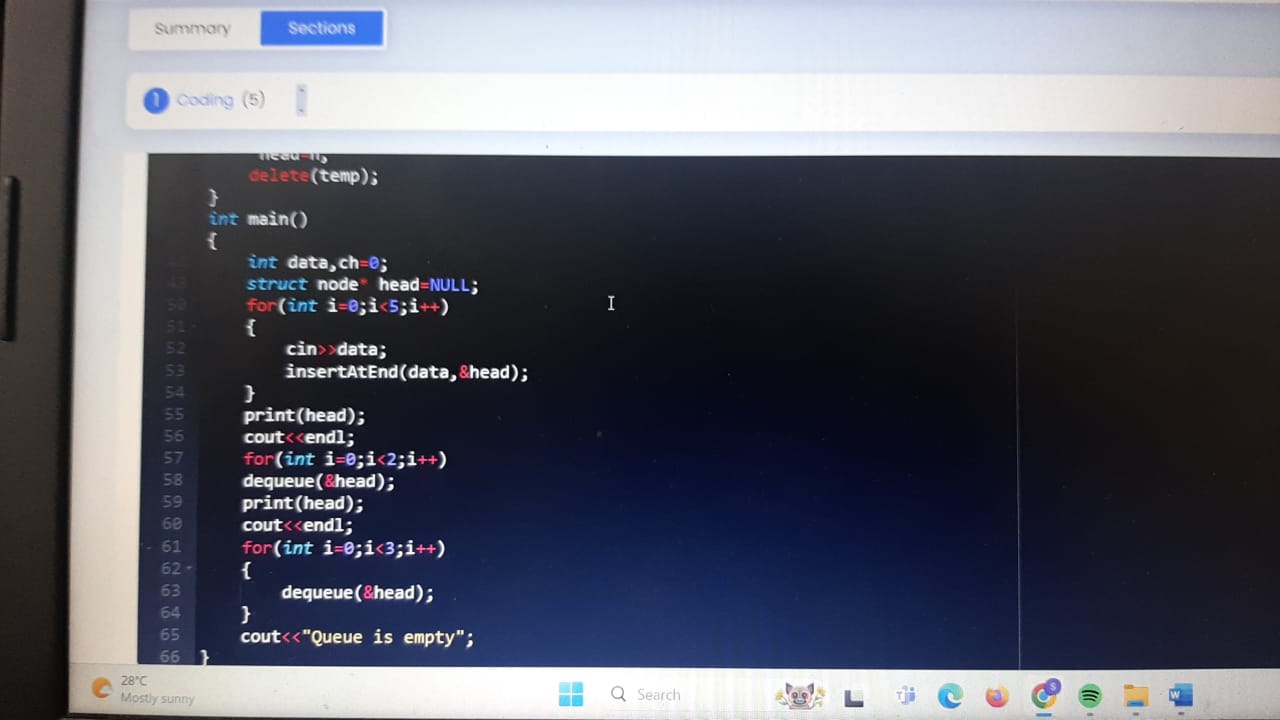 Summary Sections
1 Coding (5)
head=n;
delete(temp);
}
int main()
{
int data,ch=0;
49 struct node* head=NULL;
50 for(int i=0;i<5;i++)
51 {
52 cin>>data;
53 insertAtEnd(data,&head);
54 }
55 print(head);
56 cout<<endl;
57 for(int i=0;i<2;i++)
58 dequeue(&head);
59 print(head);
60 cout<<endl;
61 for(int i=0;i<3;i++)
62 {
63 dequeue(&head);
64 }
65 cout<<"Queue is empty";
66 }
28°C
Mostly sunny
Search
S
W